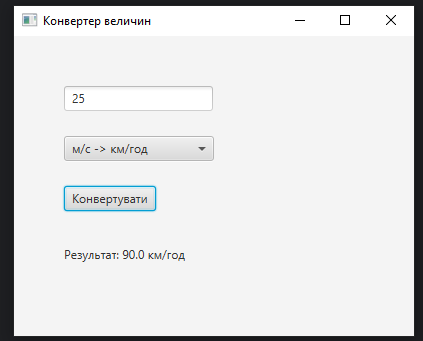 Конвертер величин
25
м/с -> км/год
Конвертувати
Результат: 90.0 км/год